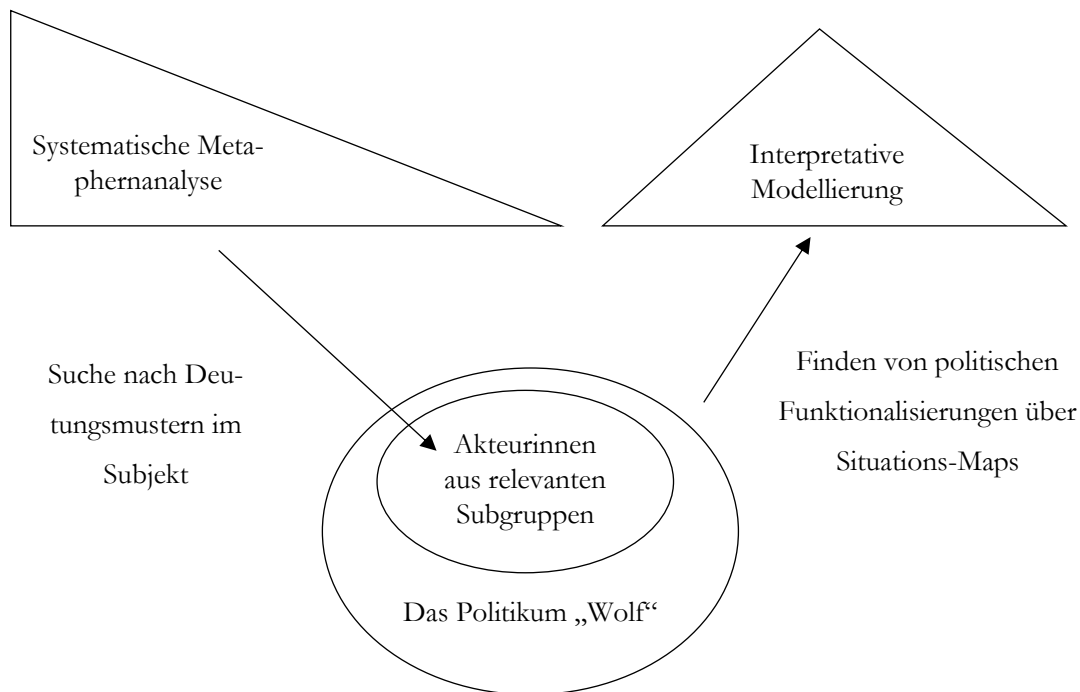 Systematische Meta-
phernanalyse
Interpretative
Modellierung
Suche nach Deu-
tungsmustern im
Subjekt
Finden von politischen
Funktionalisierungen über
Situations-Maps
Akteurinnen
aus relevanten
Subgruppen
Das Politikum „Wolf“